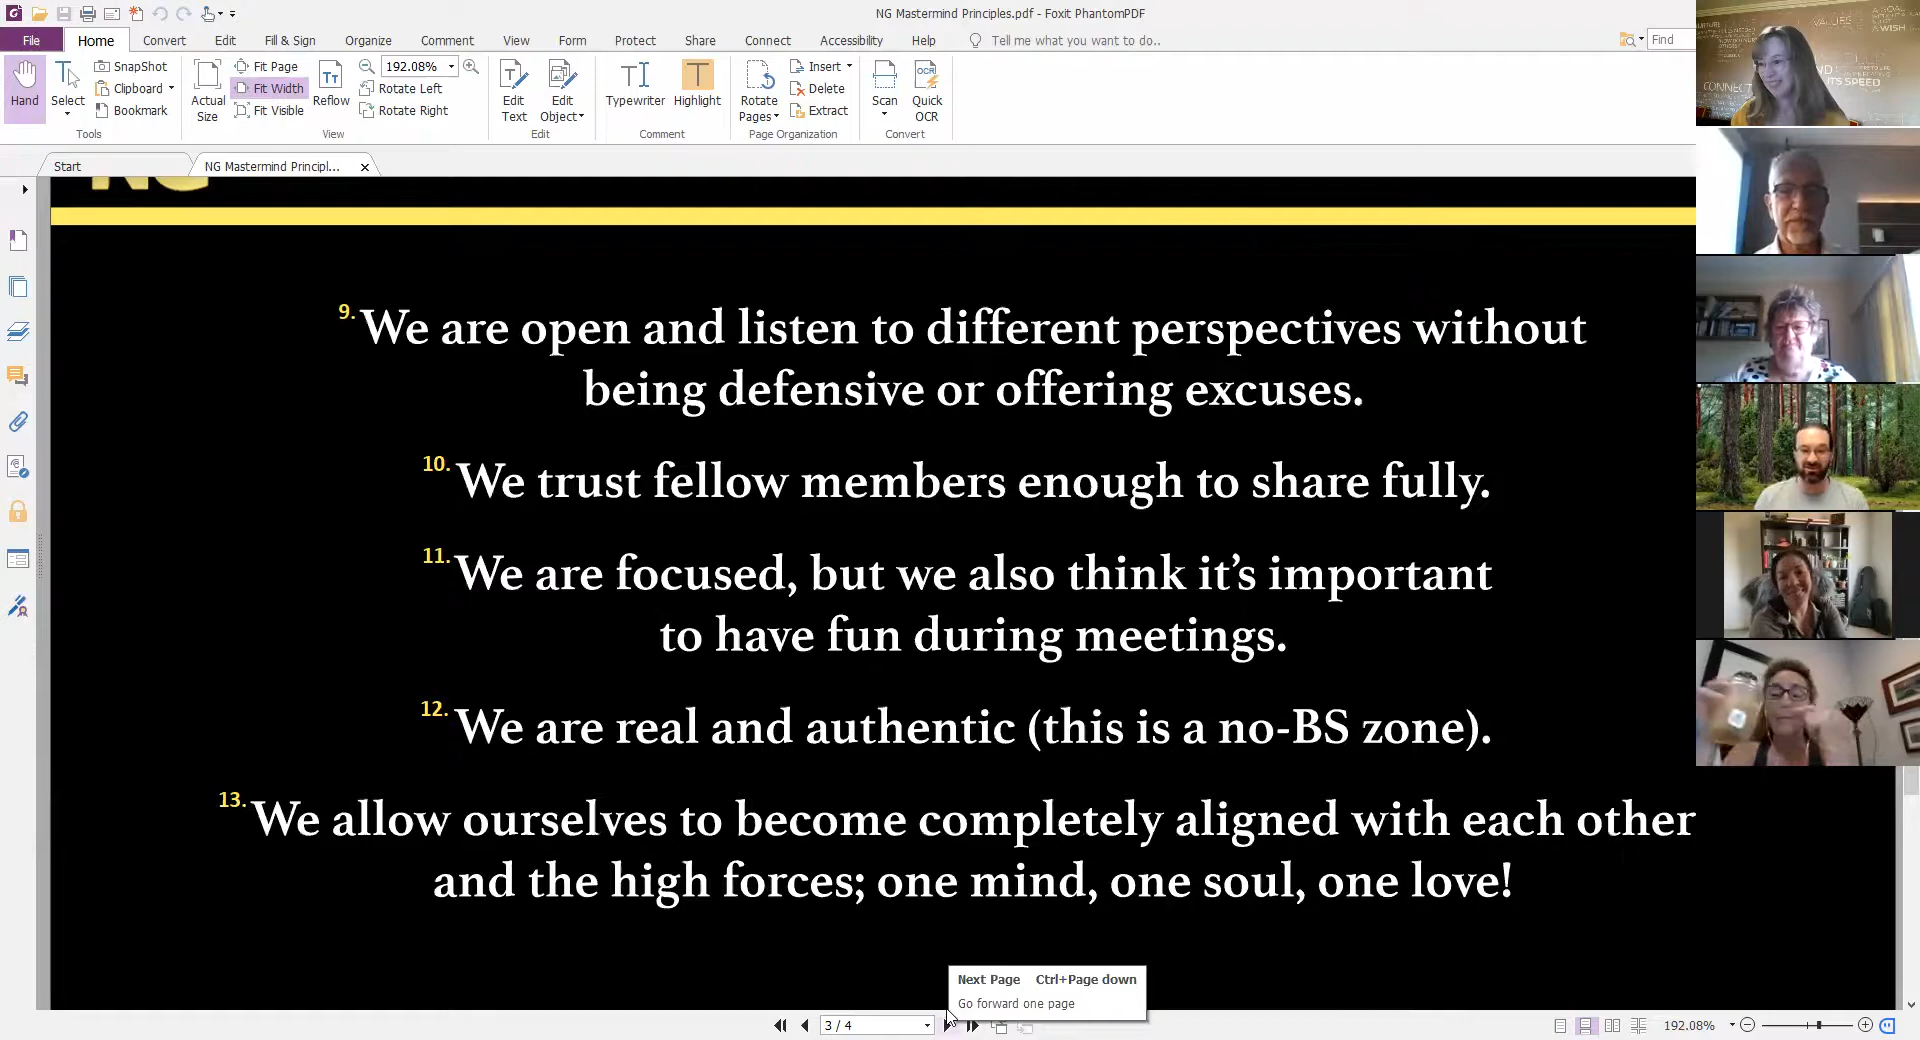 NG Mastermind Principles.pdf - Foxit PhantomPDF
File Home Convert Edit Fill & Sign Organize Comment View Form Protect Share Connect Accessibility Help Tell me what you want to do.. Find
Hand
Select
SnapShot
Clipboard
Bookmark
Tools
Actual Size
Fit Page
Fit Width
Fit Visible
Reflow
192.08%
Rotate Left
Rotate Right
View
Edit Text
Edit Object
Edit
Typewriter
Highlight
Comment
Rotate Pages
Insert
Delete
Extract
Page Organization
Scan
Quick OCR
Convert
Start
NG Mastermind Principl...
NG
9. We are open and listen to different perspectives without
being defensive or offering excuses.
10. We trust fellow members enough to share fully.
11. We are focused, but we also think it’s important
to have fun during meetings.
12. We are real and authentic (this is a no-BS zone).
13. We allow ourselves to become completely aligned with each other
and the high forces; one mind, one soul, one love!
Next Page Ctrl+Page down
Go forward one page
3 / 4
192.08%
VALUES
A GOAL
A WISH
CONNECT
IT'S SPEED